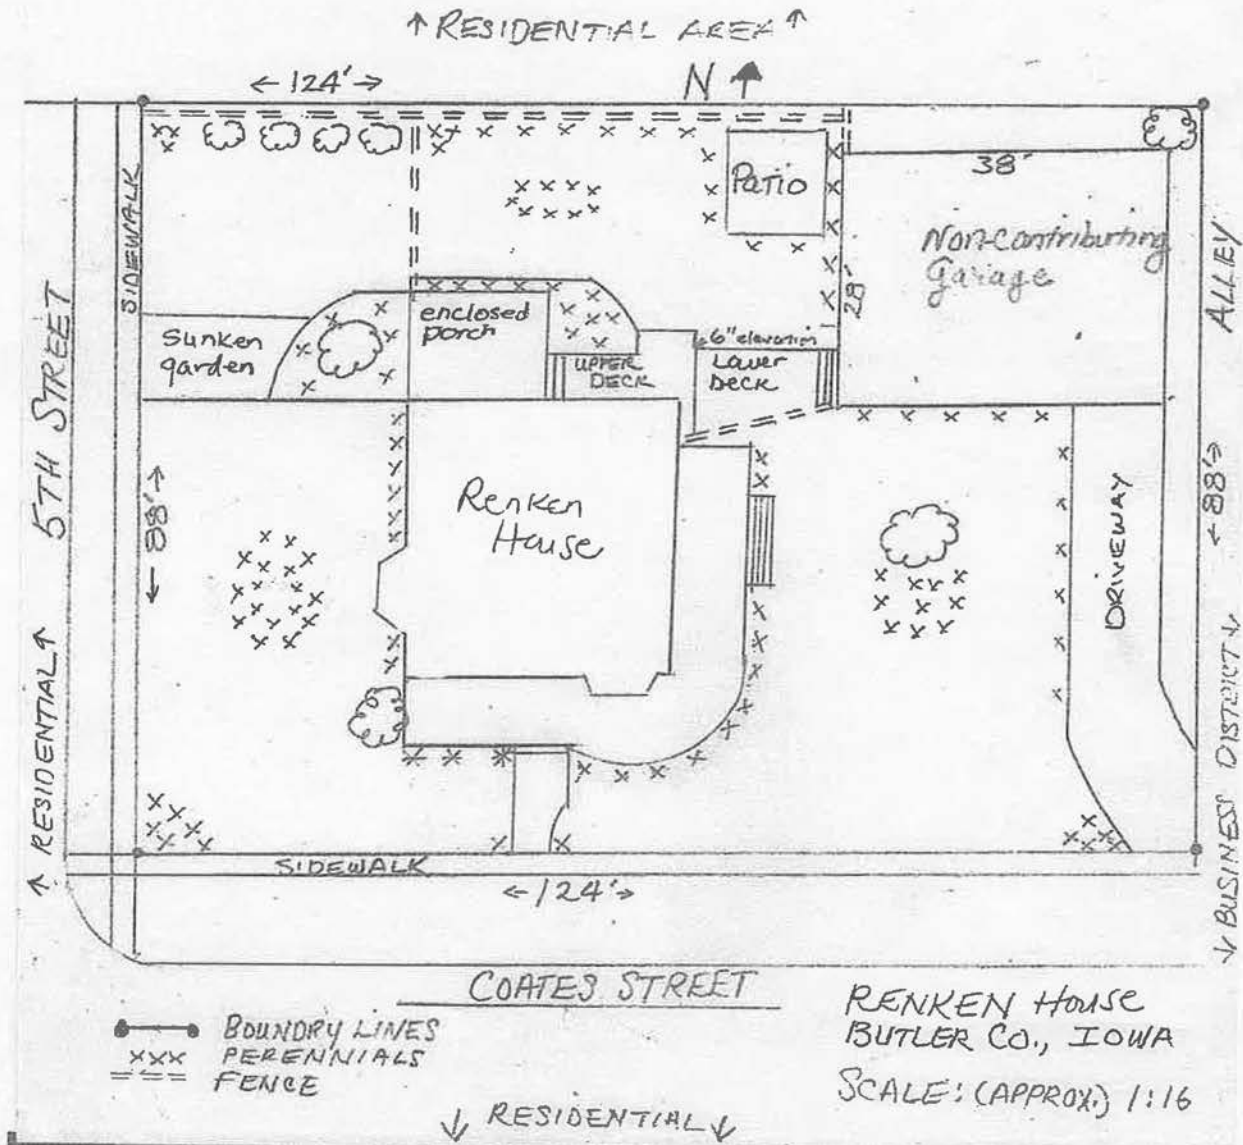 ↑ RESIDENTIAL AREA ↑
← 124' →
N ↑
SIDEWALK
5TH STREET
RESIDENTIAL ↑
← 88' →
Sunken
garden
enclosed
porch
UPPER
DECK
6" elevation
Lower
DECK
Patio
38'
28'
Non-Contributing
Garage
ALLEY
← 88' →
↓ BUSINESS DISTRICT ↓
DRIVEWAY
Renken
House
SIDEWALK
← 124' →
COATES STREET
BOUNDRY LINES
xxx PERENNIALS
FENCE
RENKEN HOUSE
BUTLER CO., IOWA
SCALE: (APPROX.) 1:16
↓ RESIDENTIAL ↓